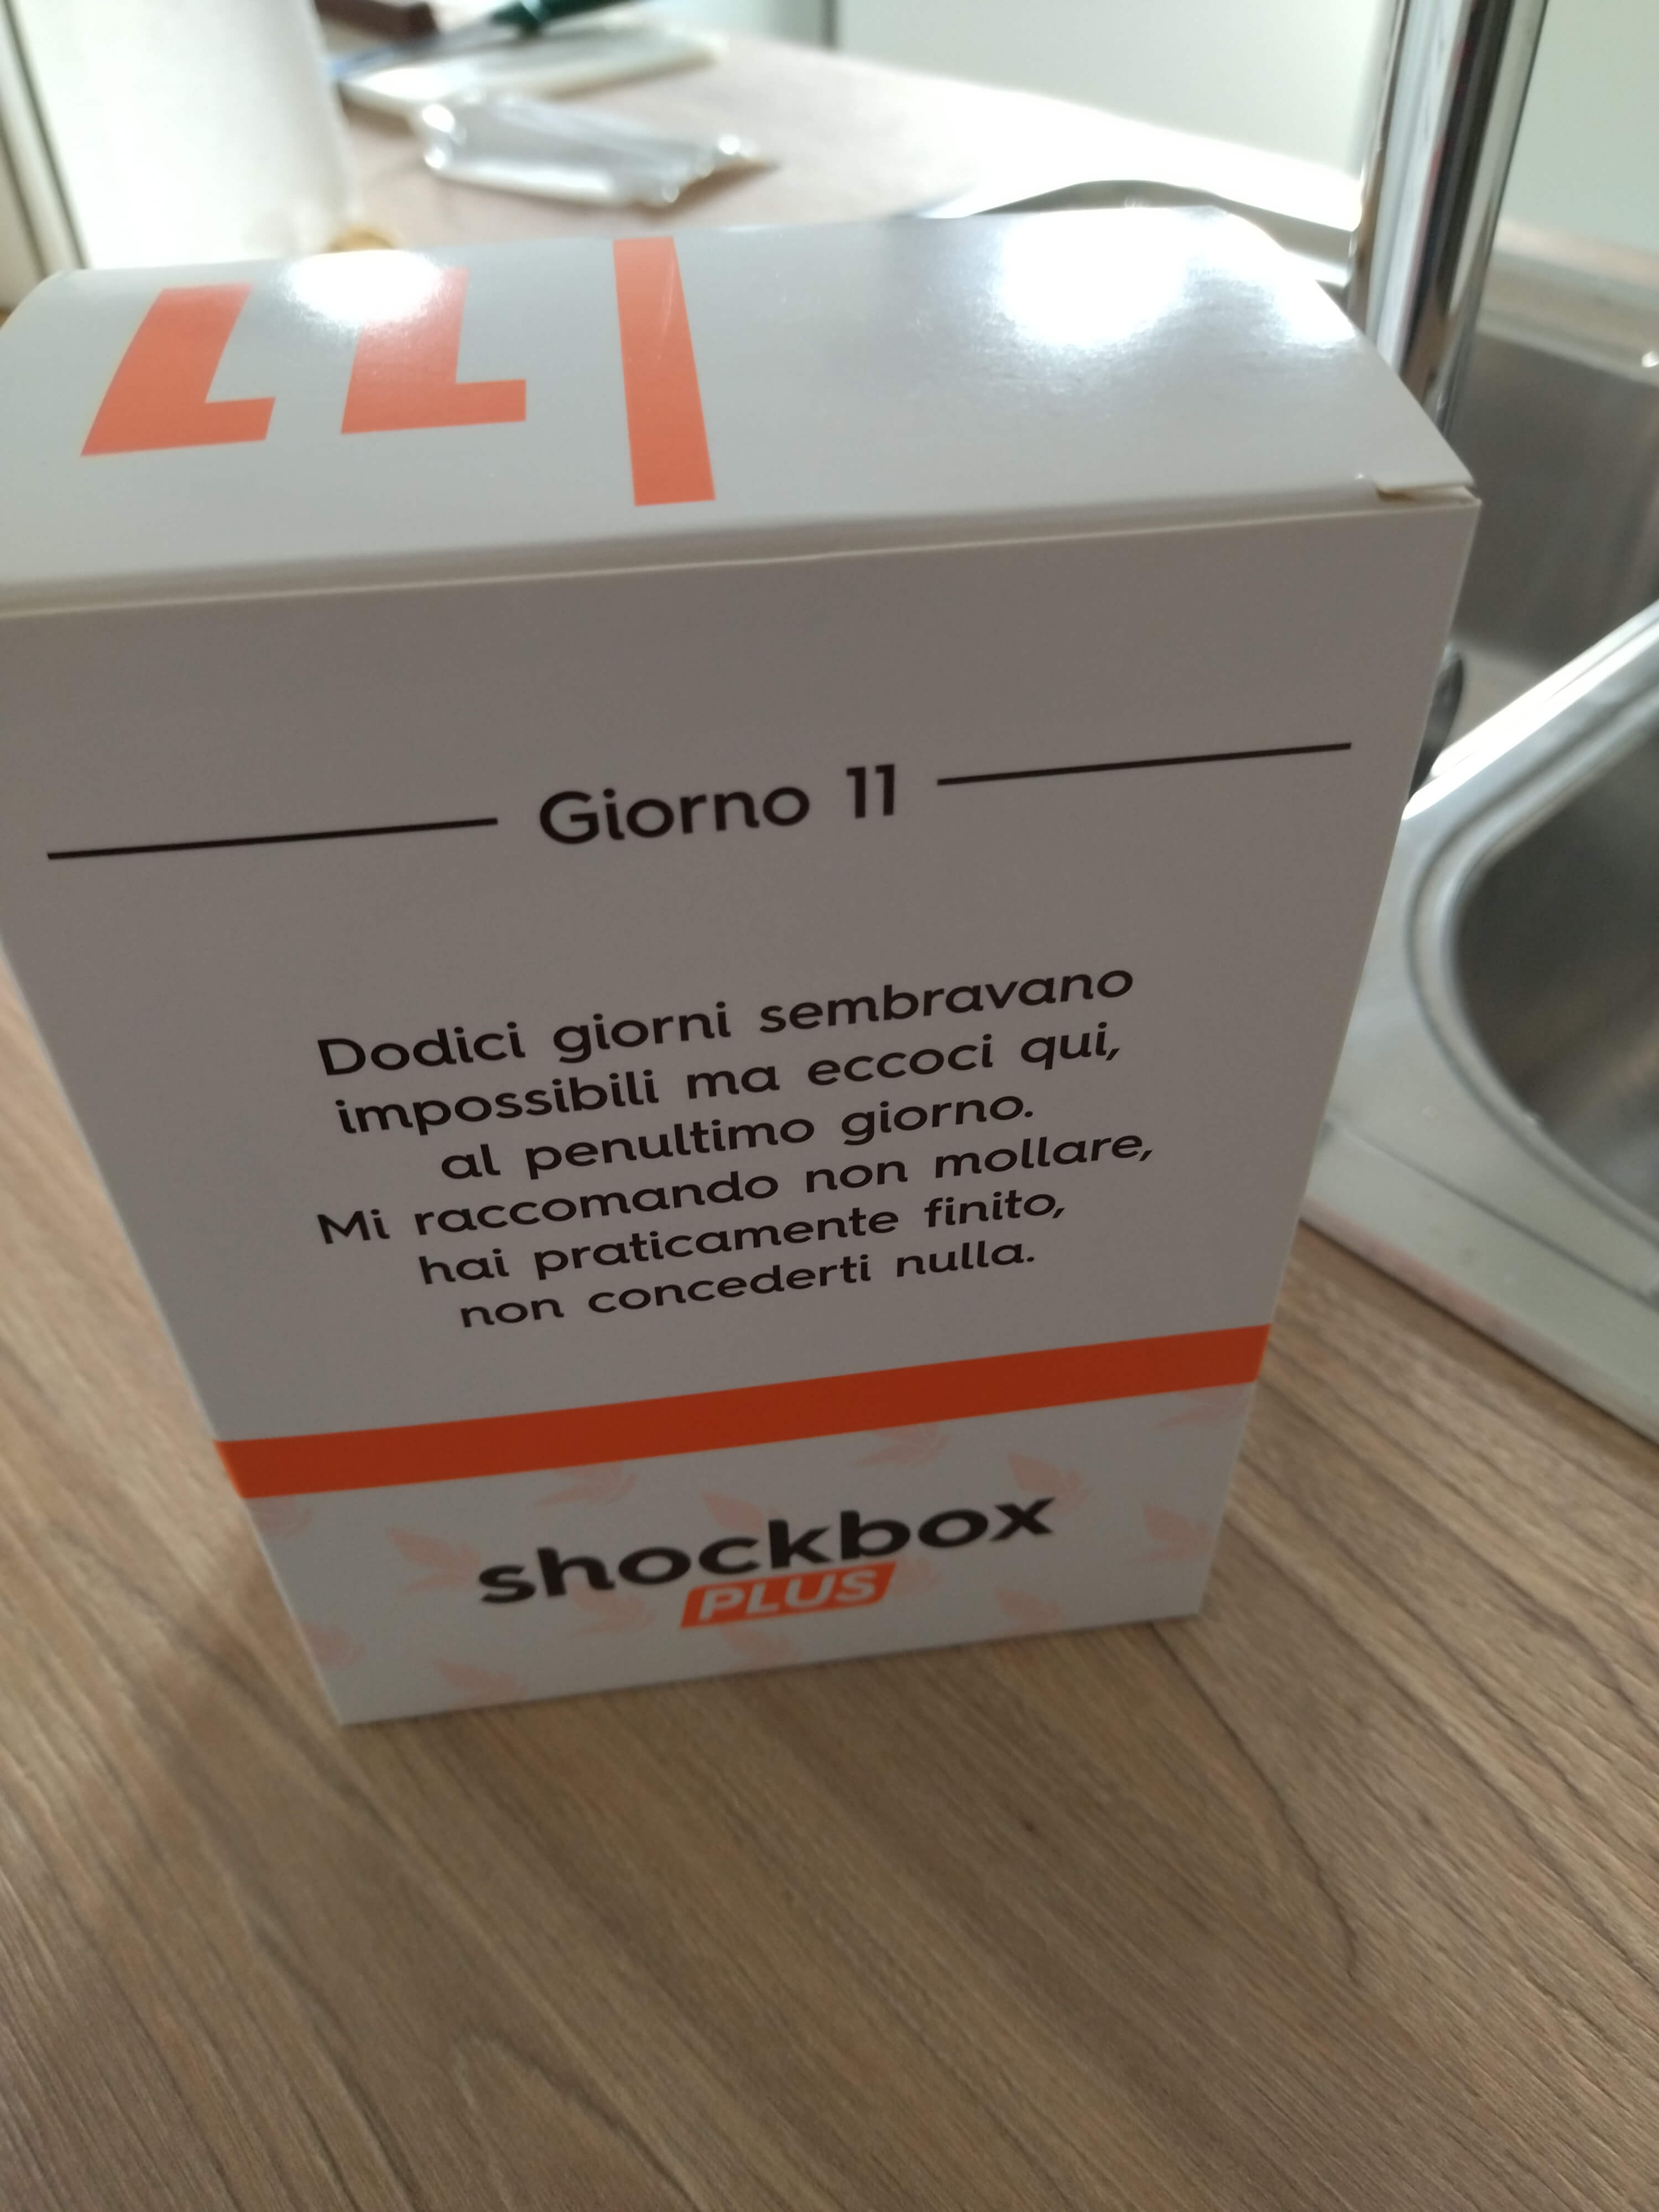 11
Giorno 11
Dodici giorni sembravano
impossibili ma eccoci qui,
al penultimo giorno.
Mi raccomando non mollare,
hai praticamente finito,
non concederti nulla.
shockbox
PLUS